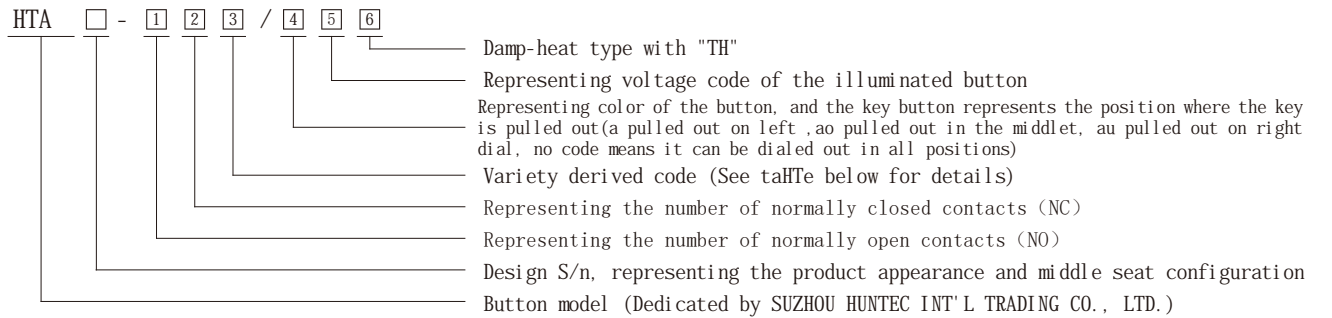 HTA □ - 1 2 3 / 4 5 6
Damp-heat type with "TH"
Representing voltage code of the illuminated button
Representing color of the button, and the key button represents the position where the key
is pulled out(a pulled out on left ,ao pulled out in the middlet, au pulled out on right
dial, no code means it can be dialed out in all positions)
Variety derived code (See taHTe below for details)
Representing the number of normally closed contacts（NC）
Representing the number of normally open contacts（NO）
Design S/n, representing the product appearance and middle seat configuration
Button model (Dedicated by SUZHOU HUNTEC INT'L TRADING CO., LTD.)